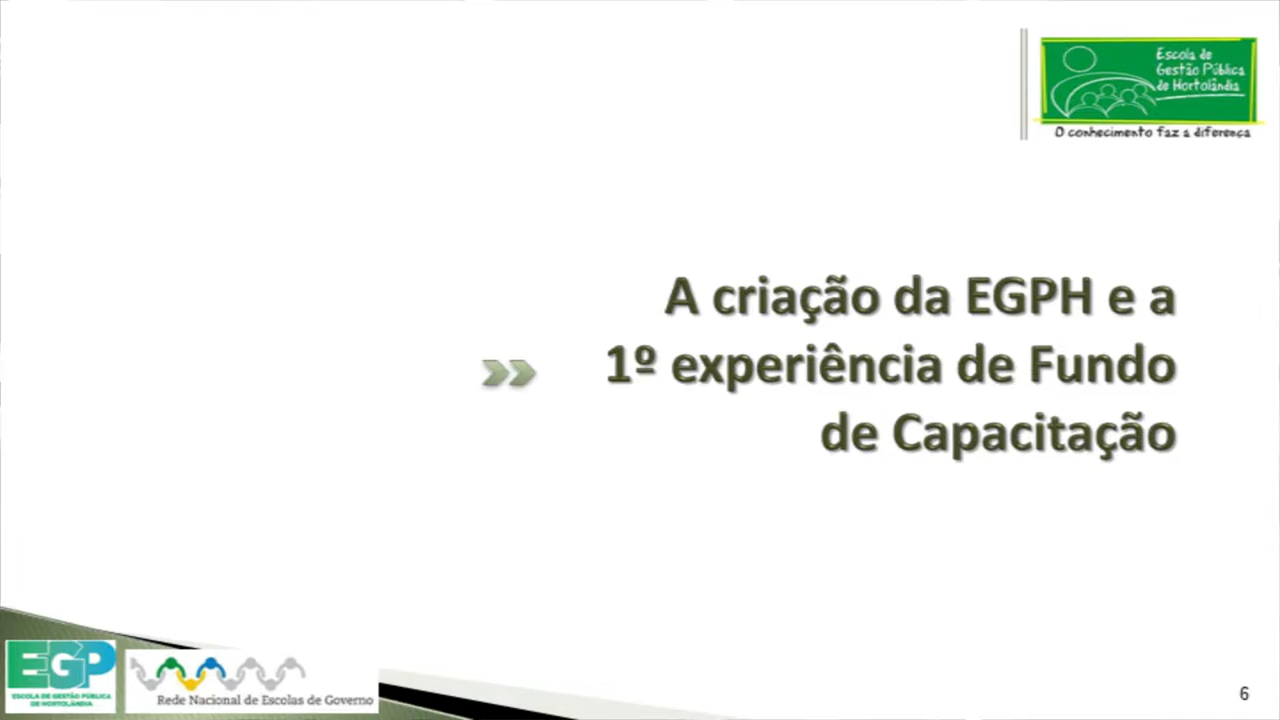 Escola de
Gestão Pública
de Hortolândia
O conhecimento faz a diferença
A criação da EGPH e a
1º experiência de Fundo
de Capacitação
EGP
ESCOLA DE GESTÃO PÚBLICA
DE HORTOLÂNDIA
Rede Nacional de Escolas de Governo
6